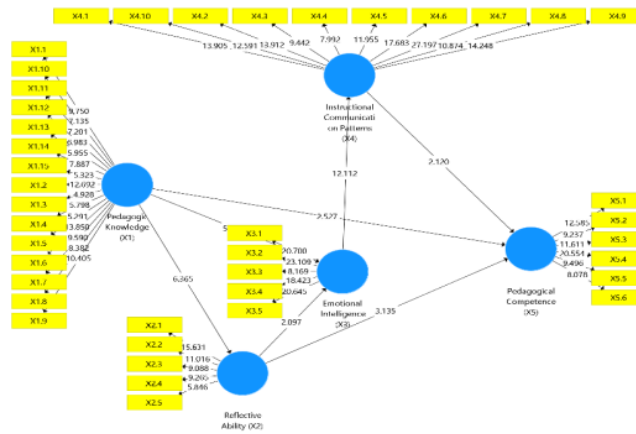 X4.1 X4.10 X4.2 X4.3 X4.4 X4.5 X4.6 X4.7 X4.8 X4.9
13.905 12.591 13.912 9.442 7.992 11.955 17.683 27.197 10.874 14.248
Instructional
Communicati
on Patterns
(X4)
X1.1
X1.10
X1.11
X1.12
X1.13
X1.14
X1.15
X1.2
X1.3
X1.4
X1.5
X1.6
X1.7
X1.8
X1.9
7.135
7.201
6.983
5.955
7.887
5.323
12.092
4.928
5.798
5.291
13.850
9.590
8.382
10.405
Pedagogic
Knowledge
(X1)
12.112
2.120
2.527
6.365
X3.1
X3.2
X3.3
X3.4
X3.5
20.700
23.109
8.169
18.423
20.645
Emotional
Intelligence
(X3)
2.897
3.135
X5.1
X5.2
X5.3
X5.4
X5.5
X5.6
12.585
9.237
11.611
20.554
9.496
8.078
Pedagogical
Competence
(X5)
X2.1
X2.2
X2.3
X2.4
X2.5
15.631
11.016
9.088
9.265
5.846
Reflective
Ability (X2)